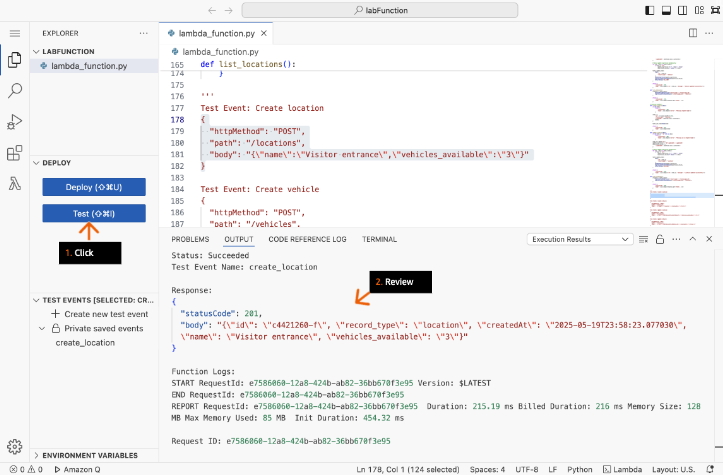 labFunction
EXPLORER ...
lambda_function.py
lambda_function.py
LABFUNCTION
lambda_function.py
165 def list_locations():
174 }
175
176 '''
177 Test Event: Create location
178 {
179 "httpMethod": "POST",
180 "path": "/locations",
181 "body": "{\"name\":\"Visitor entrance\",\"vehicles_available\":\"3\"}"
182 }
183
184 Test Event: Create vehicle
185 {
186 "httpMethod": "POST",
187 "path": "/vehicles",
DEPLOY
Deploy (⇧⌘U)
Test (⇧⌘I)
1. Click
TEST EVENTS [SELECTED: CR...
Create new test event
Private saved events
create_location
ENVIRONMENT VARIABLES
PROBLEMS OUTPUT CODE REFERENCE LOG TERMINAL Execution Results
Status: Succeeded
Test Event Name: create_location
2. Review
Response:
{
"statusCode": 201,
"body": "{\"id\": \"c4421260-f\", \"record_type\": \"location\", \"createdAt\": \"2025-05-19T23:58:23.077030\",
\"name\": \"Visitor entrance\", \"vehicles_available\": \"3\"}"
}
Function Logs:
START RequestId: e7586060-12a8-424b-ab82-36bb670f3e95 Version: $LATEST
END RequestId: e7586060-12a8-424b-ab82-36bb670f3e95
REPORT RequestId: e7586060-12a8-424b-ab82-36bb670f3e95 Duration: 215.19 ms Billed Duration: 216 ms Memory Size: 128
MB Max Memory Used: 85 MB Init Duration: 454.32 ms
Request ID: e7586060-12a8-424b-ab82-36bb670f3e95
0 0 Amazon Q Ln 178, Col 1 (124 selected) Spaces: 4 UTF-8 LF Python Lambda Layout: U.S.